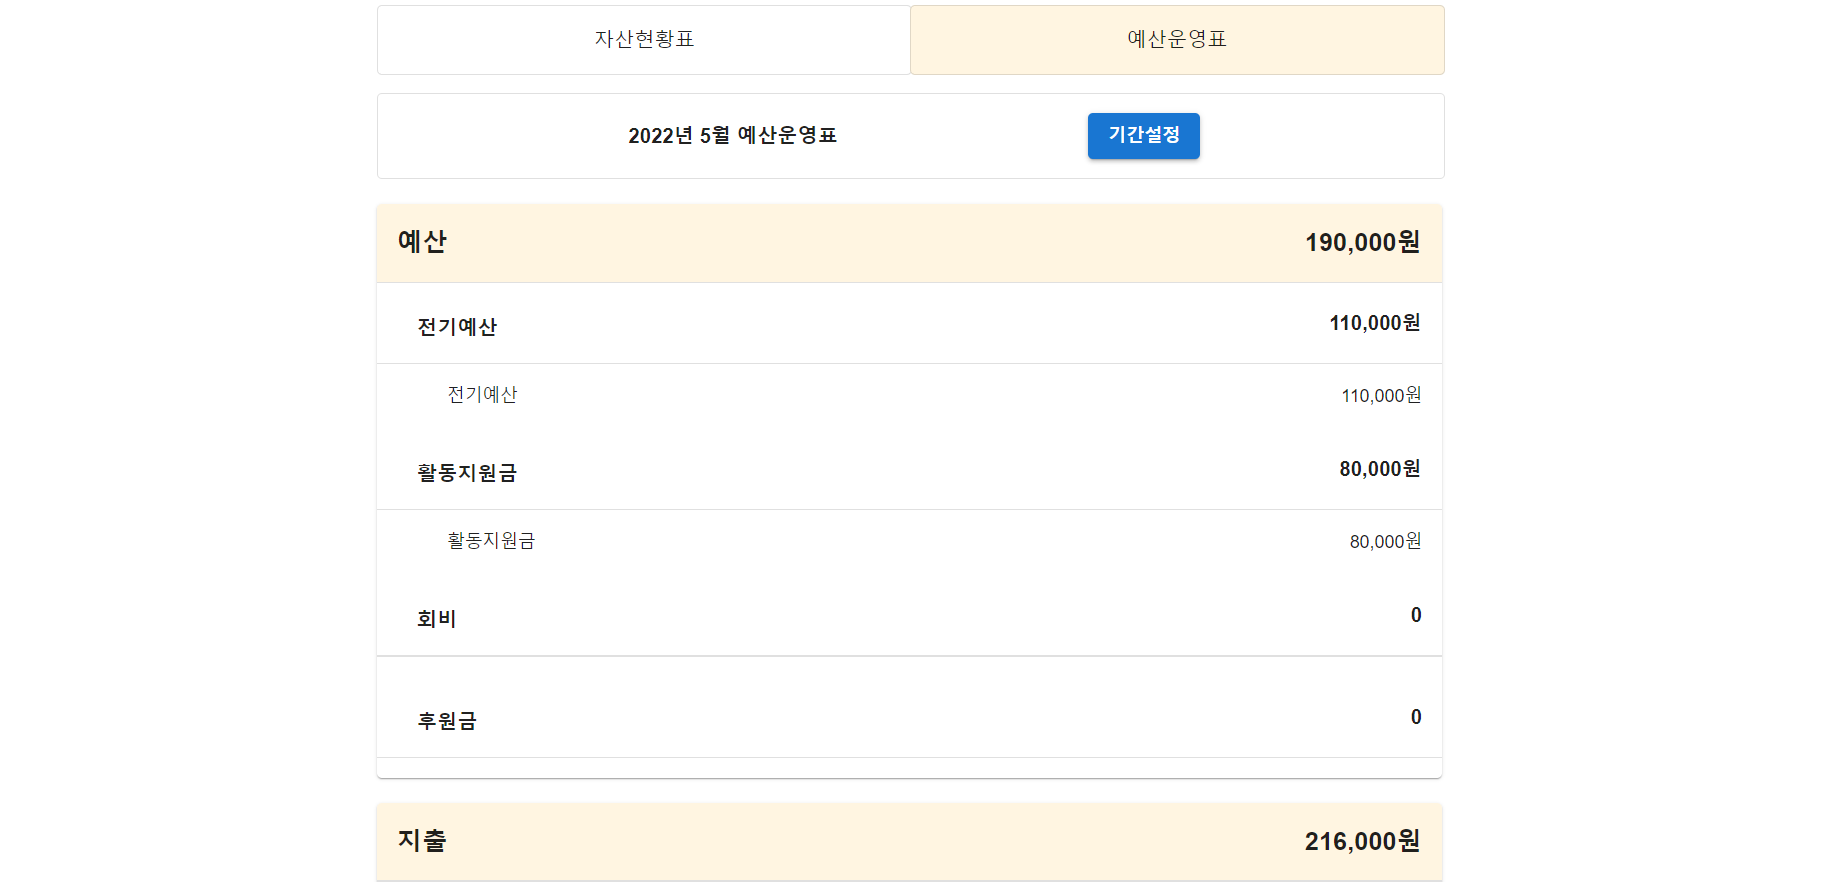 자산현황표 예산운영표
2022년 5월 예산운영표 기간설정
예산 190,000원
전기예산 110,000원
전기예산 110,000원
활동지원금 80,000원
활동지원금 80,000원
회비 0
후원금 0
지출 216,000원